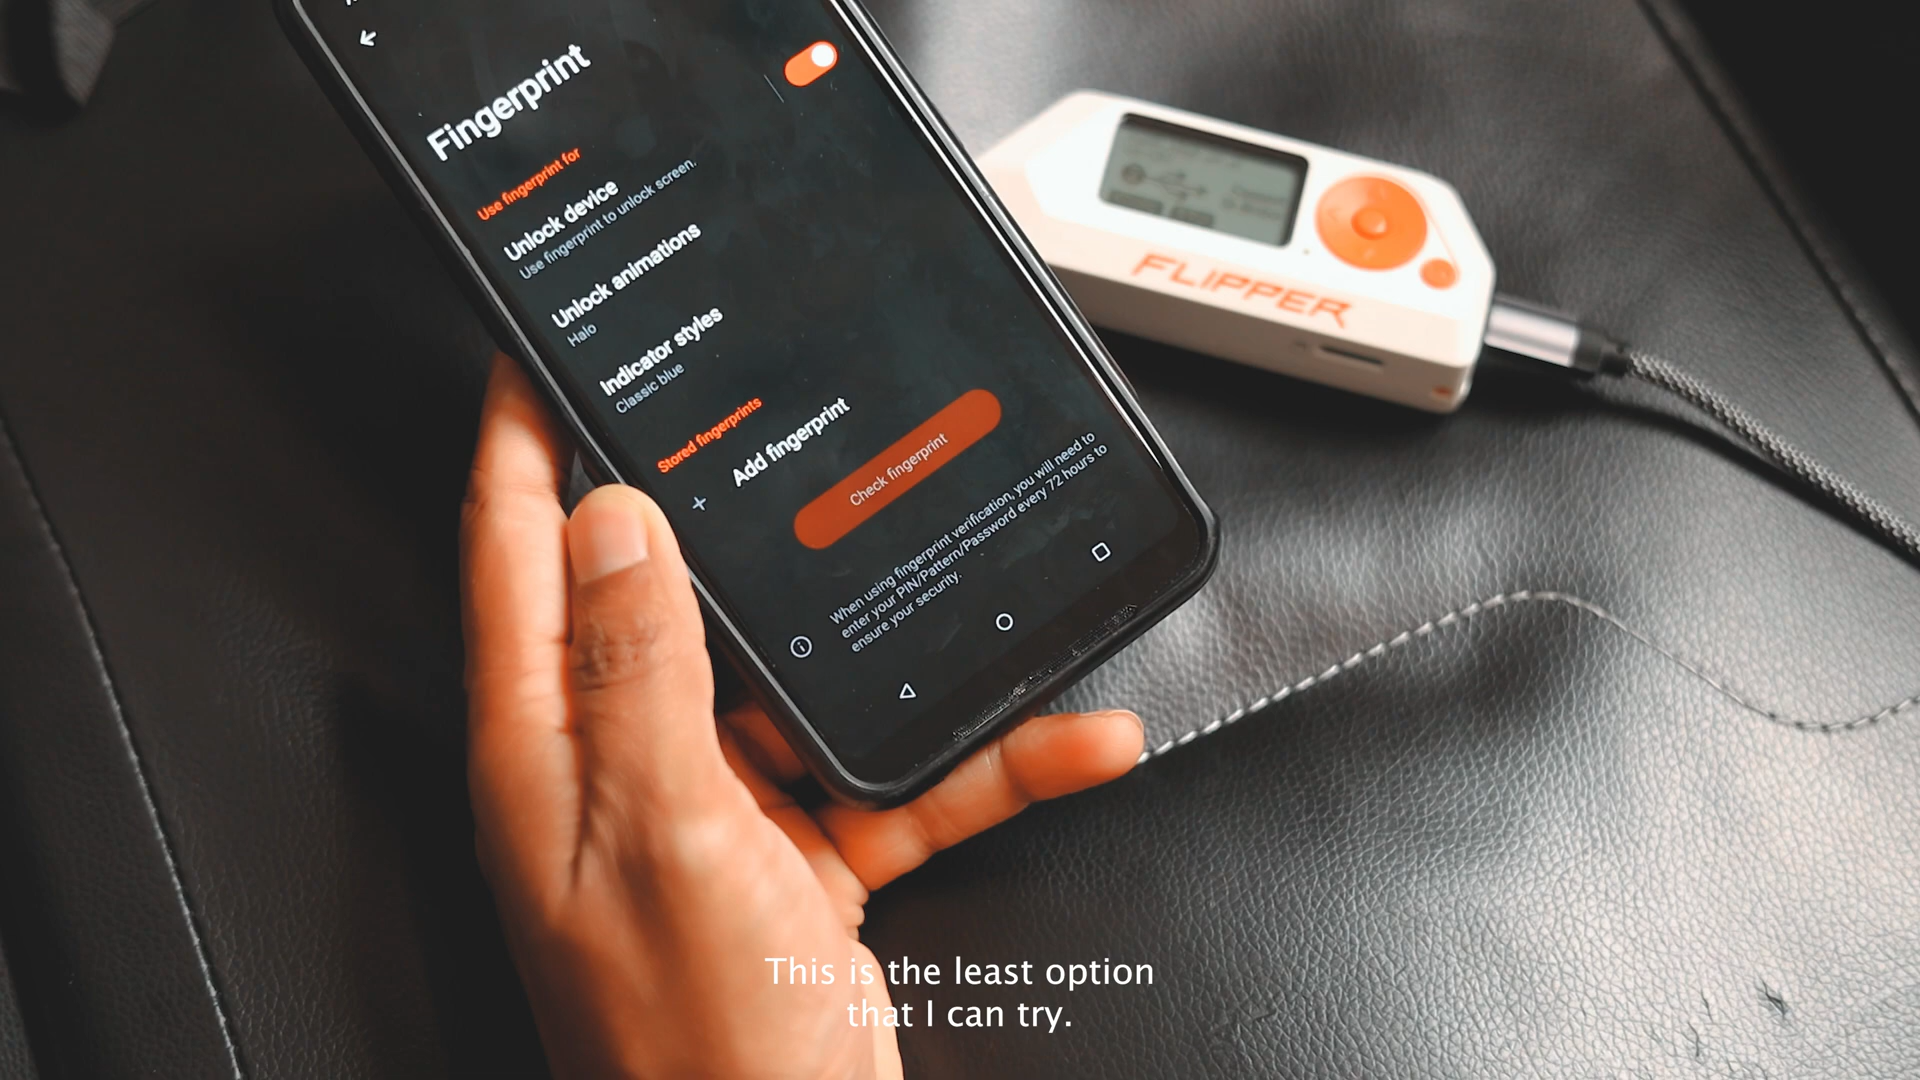 Fingerprint
Use fingerprint for
Unlock device
Use fingerprint to unlock screen.
Unlock animations
Halo
Indicator styles
Classic blue
Stored fingerprints
Add fingerprint
Check fingerprint
When using fingerprint verification, you will need to
enter your PIN/Pattern/Password every 72 hours to
ensure your security.
FLIPPER
This is the least option
that I can try.